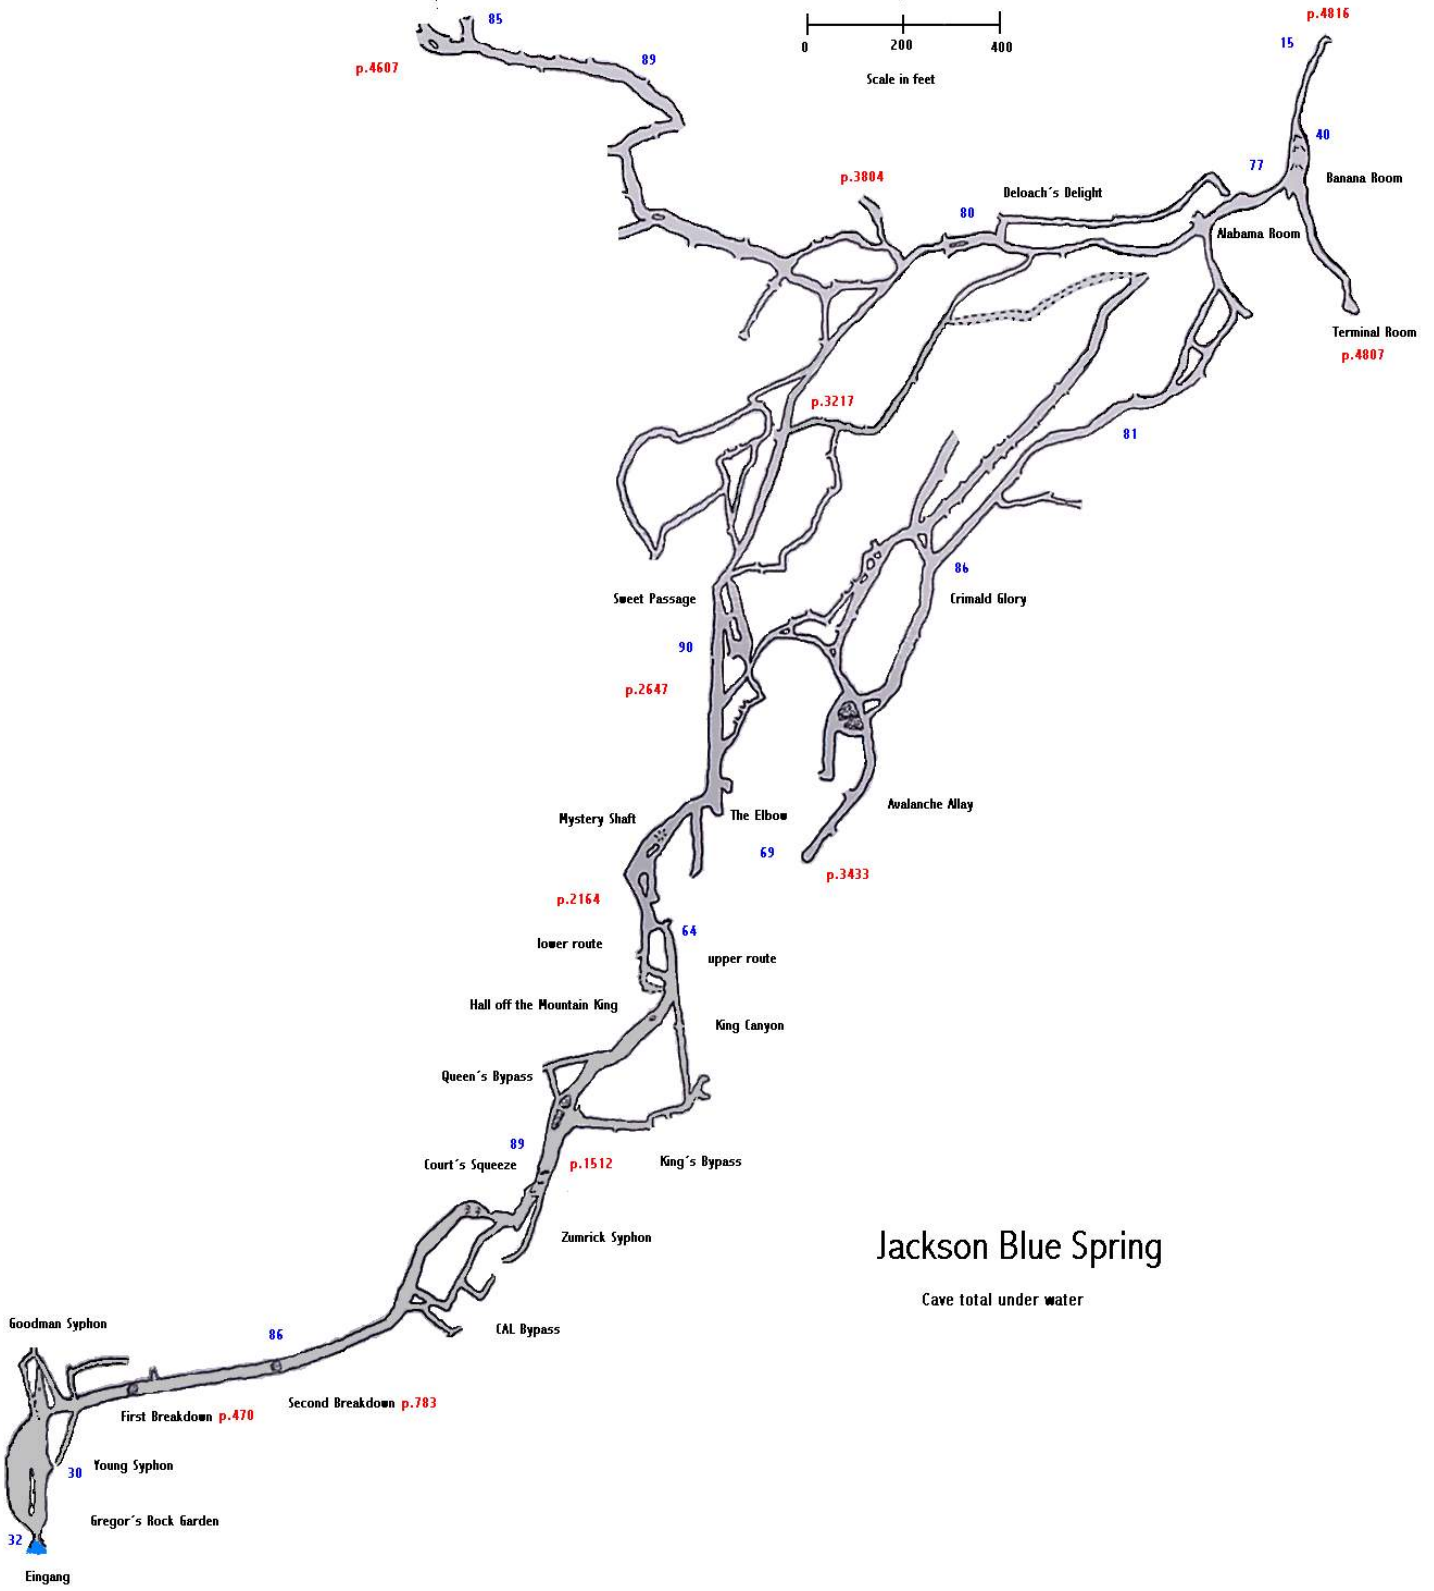 85
p.4816
15
0 200 400
Scale in feet
p.4607
89
40
77
Banana Room
p.3804
Deloach´s Delight
80
Alabama Room
Terminal Room
p.4807
p.3217
81
86
Crimald Glory
Sweet Passage
90
p.2647
Avalanche Allay
Mystery Shaft
The Elbow
69
p.3433
p.2164
64
lower route
upper route
Hall off the Mountain King
King Canyon
Queen´s Bypass
89
Court´s Squeeze
p.1512
King´s Bypass
Zumrick Syphon
Jackson Blue Spring
Cave total under water
Goodman Syphon
86
CAL Bypass
Second Breakdown p.783
First Breakdown p.470
30 Young Syphon
Gregor´s Rock Garden
32
Eingang